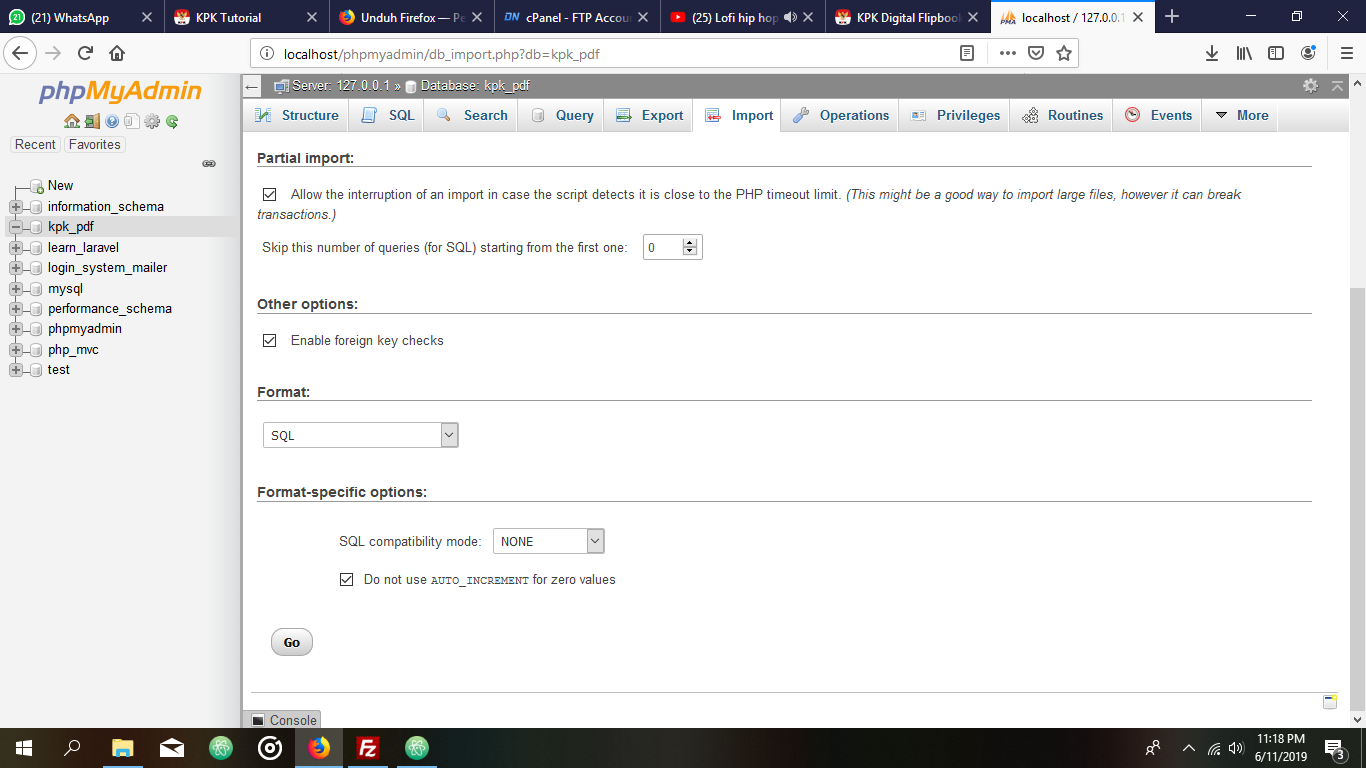 (21) WhatsApp
KPK Tutorial
Unduh Firefox — Pe
DN cPanel - FTP Accou
(25) Lofi hip hop
KPK Digital Flipbook
localhost / 127.0.0.1
localhost/phpmyadmin/db_import.php?db=kpk_pdf
phpMyAdmin
Recent Favorites
New
information_schema
kpk_pdf
learn_laravel
login_system_mailer
mysql
performance_schema
phpmyadmin
php_mvc
test
Server: 127.0.0.1 » Database: kpk_pdf
Structure SQL Search Query Export Import Operations Privileges Routines Events More
Partial import:
Allow the interruption of an import in case the script detects it is close to the PHP timeout limit. (This might be a good way to import large files, however it can break
transactions.)
Skip this number of queries (for SQL) starting from the first one: 0
Other options:
Enable foreign key checks
Format:
SQL
Format-specific options:
SQL compatibility mode: NONE
Do not use AUTO_INCREMENT for zero values
Go
Console
11:18 PM
6/11/2019
3